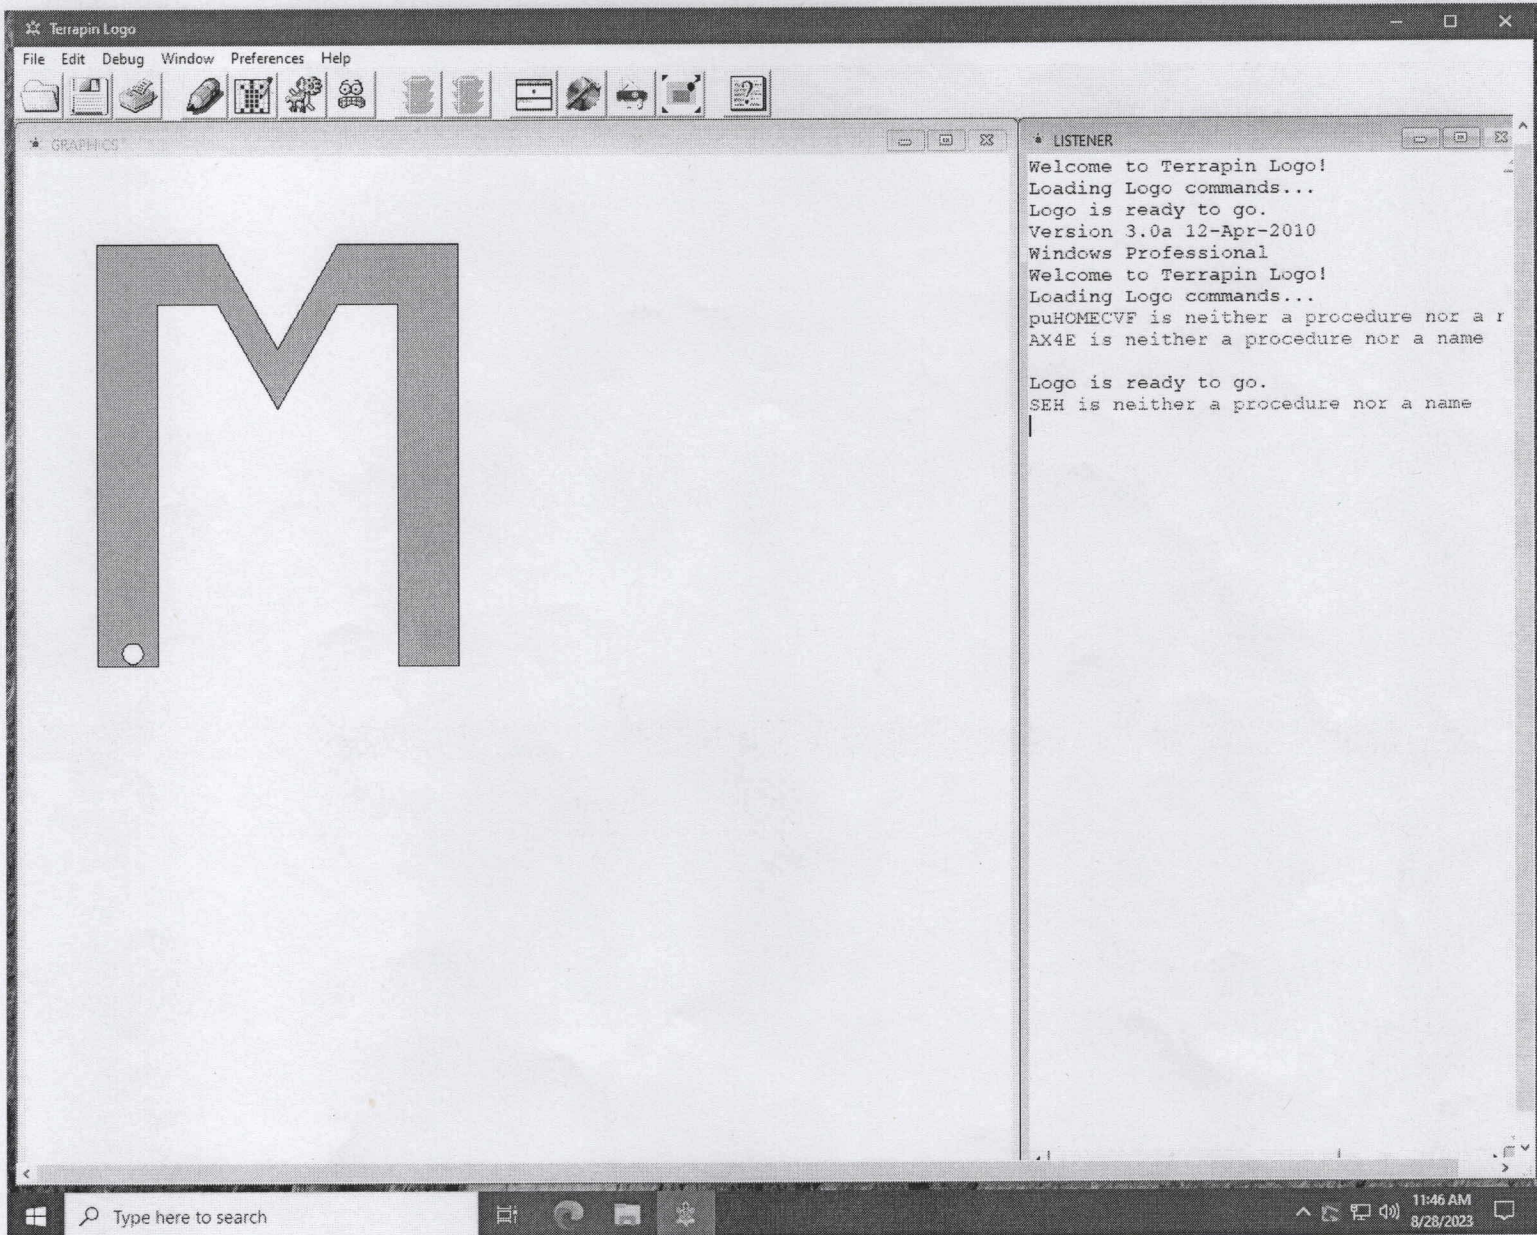 Terrapin Logo
File Edit Debug Window Preferences Help
GRAPHICS
LISTENER
Welcome to Terrapin Logo!
Loading Logo commands...
Logo is ready to go.
Version 3.0a 12-Apr-2010
Windows Professional
Welcome to Terrapin Logo!
Loading Logo commands...
puHOMECVF is neither a procedure nor a
AX4E is neither a procedure nor a name
Logo is ready to go.
SEH is neither a procedure nor a name
M
Type here to search
11:46 AM
8/28/2023